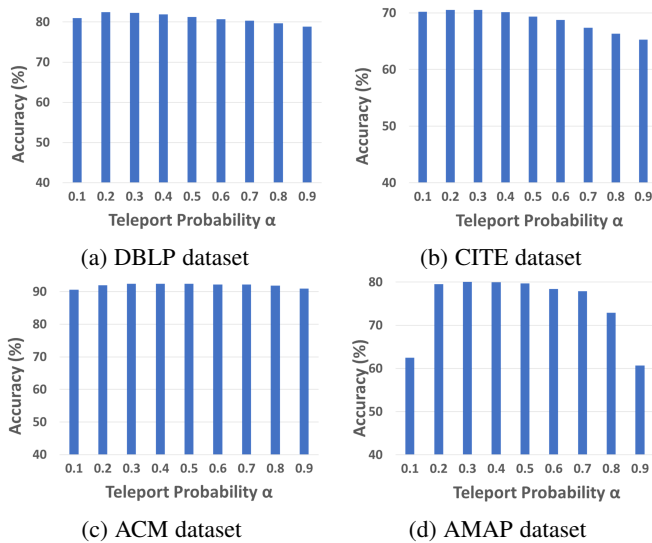 80
70
60
50
40
Accuracy (%)
0.1 0.2 0.3 0.4 0.5 0.6 0.7 0.8 0.9
Teleport Probability α
(a) DBLP dataset
70
60
50
40
Accuracy (%)
0.1 0.2 0.3 0.4 0.5 0.6 0.7 0.8 0.9
Teleport Probability α
(b) CITE dataset
90
80
70
60
50
40
Accuracy (%)
0.1 0.2 0.3 0.4 0.5 0.6 0.7 0.8 0.9
Teleport Probability α
(c) ACM dataset
80
70
60
50
40
Accuracy (%)
0.1 0.2 0.3 0.4 0.5 0.6 0.7 0.8 0.9
Teleport Probability α
(d) AMAP dataset